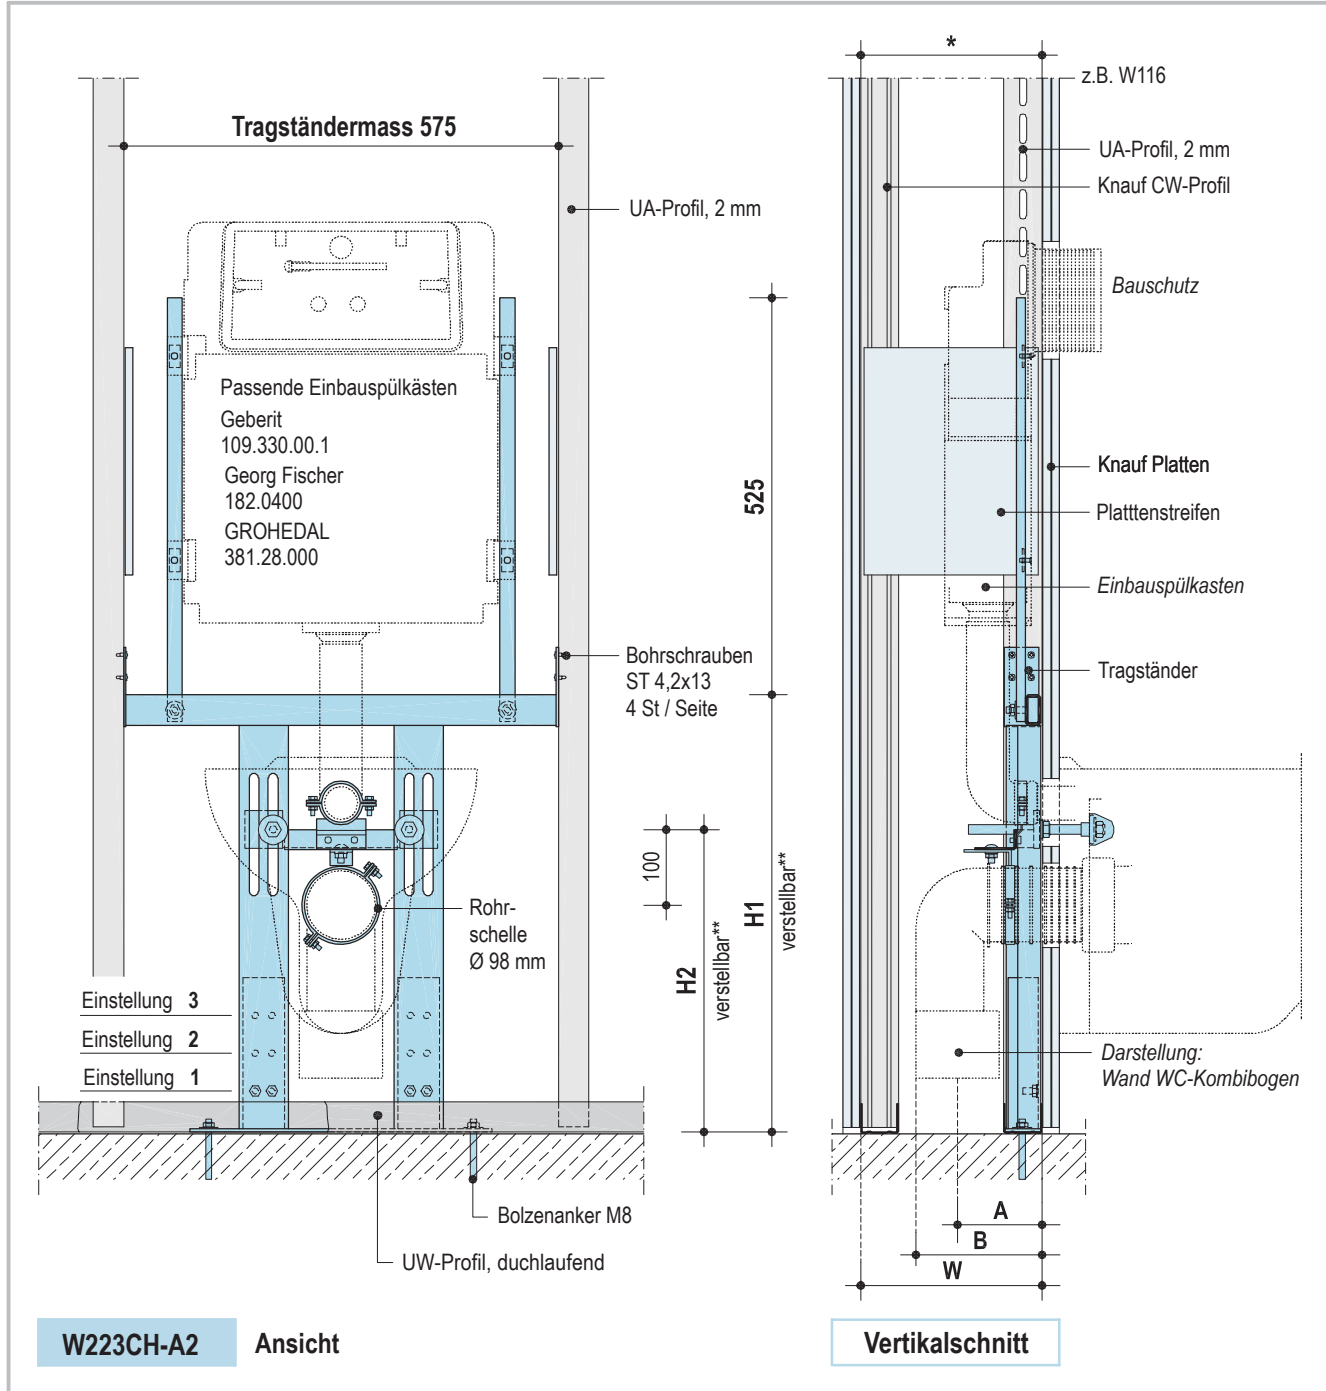 *
z.B. W116
Tragständermass 575
UA-Profil, 2 mm
UA-Profil, 2 mm
Knauf CW-Profil
Bauschutz
Passende Einbauspülkästen
Geberit
109.330.00.1
Georg Fischer
182.0400
GROHEDAL
381.28.000
525
Knauf Platten
Platttenstreifen
Einbauspülkasten
Bohrschrauben
ST 4,2x13
4 St / Seite
Tragständer
100
H2
verstellbar**
H1
verstellbar**
Rohr-
schelle
Ø 98 mm
Einstellung 3
Einstellung 2
Einstellung 1
Darstellung:
Wand WC-Kombibogen
Bolzenanker M8
UW-Profil, duchlaufend
A
B
W
W223CH-A2 Ansicht
Vertikalschnitt